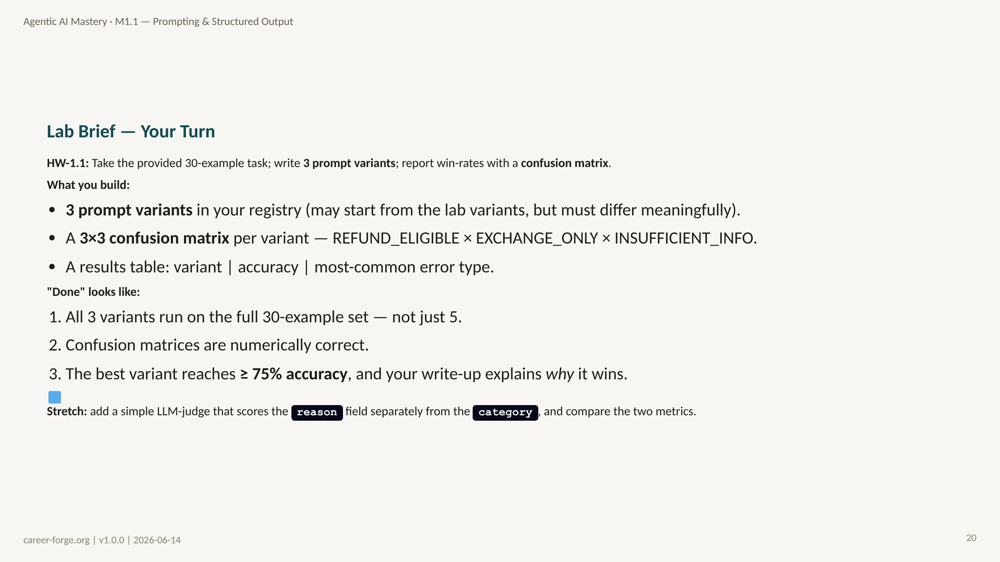 Agentic AI Mastery · M1.1 — Prompting & Structured Output
Lab Brief — Your Turn
HW-1.1: Take the provided 30-example task; write 3 prompt variants; report win-rates with a confusion matrix.
What you build:
• 3 prompt variants in your registry (may start from the lab variants, but must differ meaningfully).
• A 3×3 confusion matrix per variant — REFUND_ELIGIBLE × EXCHANGE_ONLY × INSUFFICIENT_INFO.
• A results table: variant | accuracy | most-common error type.
"Done" looks like:
1. All 3 variants run on the full 30-example set — not just 5.
2. Confusion matrices are numerically correct.
3. The best variant reaches ≥ 75% accuracy, and your write-up explains why it wins.
Stretch: add a simple LLM-judge that scores the reason field separately from the category, and compare the two metrics.
career-forge.org | v1.0.0 | 2026-06-14
20